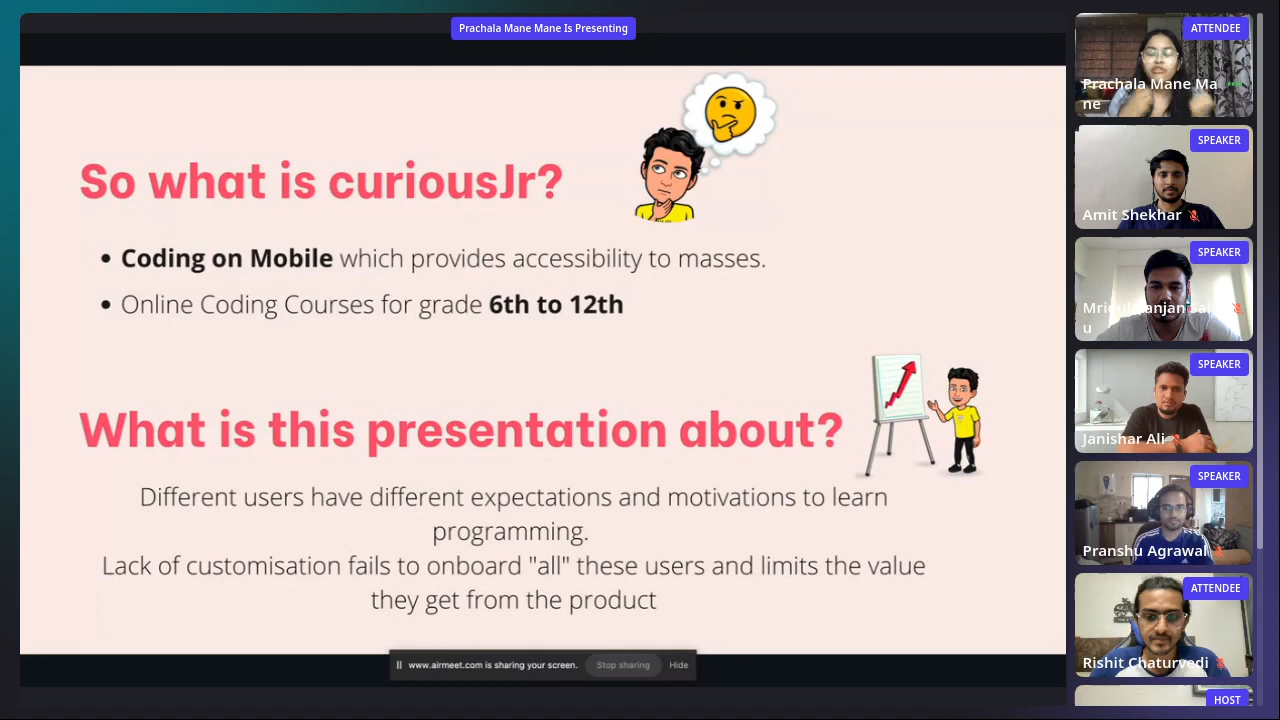 Prachala Mane Mane Is Presenting
So what is curiousJr?
• Coding on Mobile which provides accessibility to masses.
• Online Coding Courses for grade 6th to 12th
What is this presentation about?
Different users have different expectations and motivations to learn
programming.
Lack of customisation fails to onboard "all" these users and limits the value
they get from the product
www.airmeet.com is sharing your screen. Stop sharing Hide
ATTENDEE
Prachala Mane Ma
ne
SPEAKER
Amit Shekhar
SPEAKER
u
SPEAKER
Janishar Ali
SPEAKER
Pranshu Agrawal
ATTENDEE
Rishit Chaturvedi
HOST